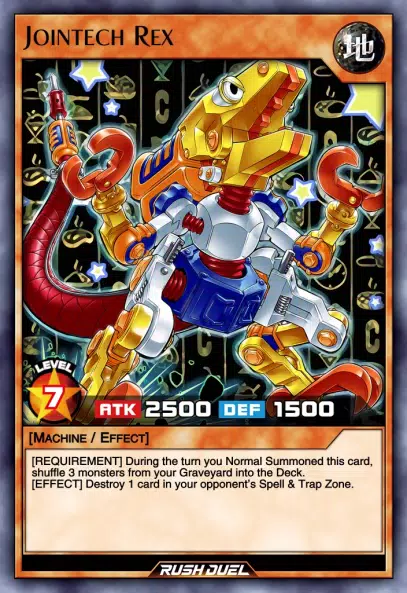 Jointech Rex
地
LEVEL
7
ATK 2500 DEF 1500
[Machine / Effect]
[REQUIREMENT] During the turn you Normal Summoned this card,
shuffle 3 monsters from your Graveyard into the Deck.
[EFFECT] Destroy 1 card in your opponent's Spell & Trap Zone.
RUSH DUEL